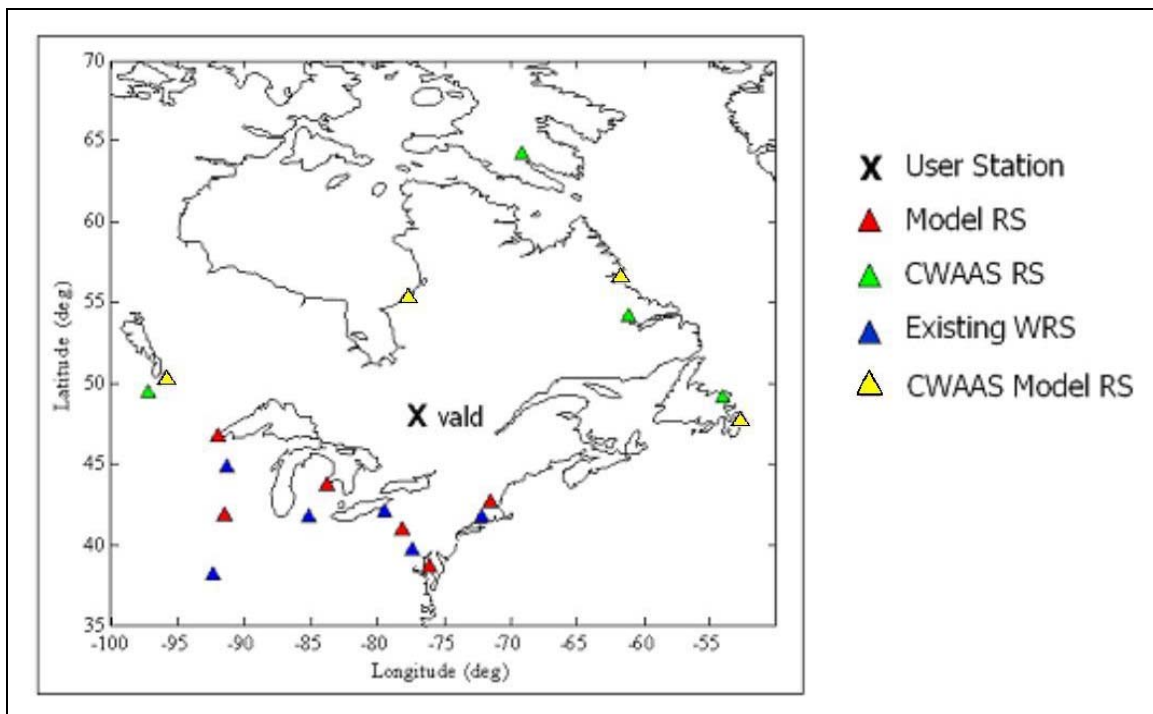 70
65
60
55
50
45
40
35
Latitude (deg)
X vald
-100 -95 -90 -85 -80 -75 -70 -65 -60 -55
Longitude (deg)
X User Station
Model RS
CWAAS RS
Existing WRS
CWAAS Model RS